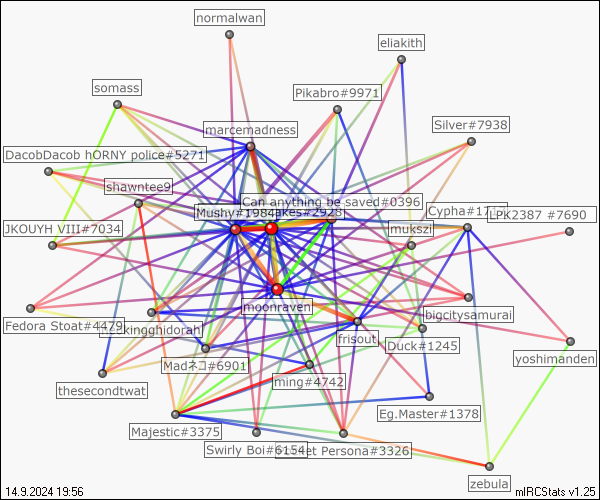 normalwan
eliakith
somass
Pikabro#9971
marcemadness
Silver#7938
DacobDacob hORNY police#5271
shawntee9
Can anything be saved#0396
Mushy#1984
akes#2928
Cypha#171
LPK2387 #7690
JKOUYH VIII#7034
mukszi
moonraven
bigcitysamurai
Fedora Stoat#4479
kingghidorah
frisout
Madネコ#6901
Duck#1245
yoshimanden
thesecondtwat
ming#4742
Eg.Master#1378
Majestic#3375
Swirly Boi#6154
et Persona#3326
zebula
14.9.2024 19:56
mIRCStats v1.25